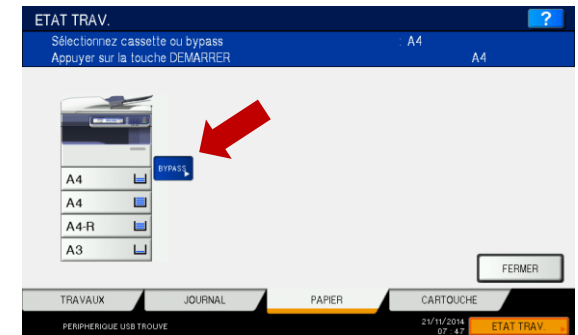 ETAT TRAV.
?
Sélectionnez cassette ou bypass : A4
Appuyer sur la touche DEMARRER A4
BYPASS
A4
A4
A4-R
A3
FERMER
TRAVAUX JOURNAL PAPIER CARTOUCHE
PERIPHERIQUE USB TROUVE
21/11/2014
07 : 47
ETAT TRAV.